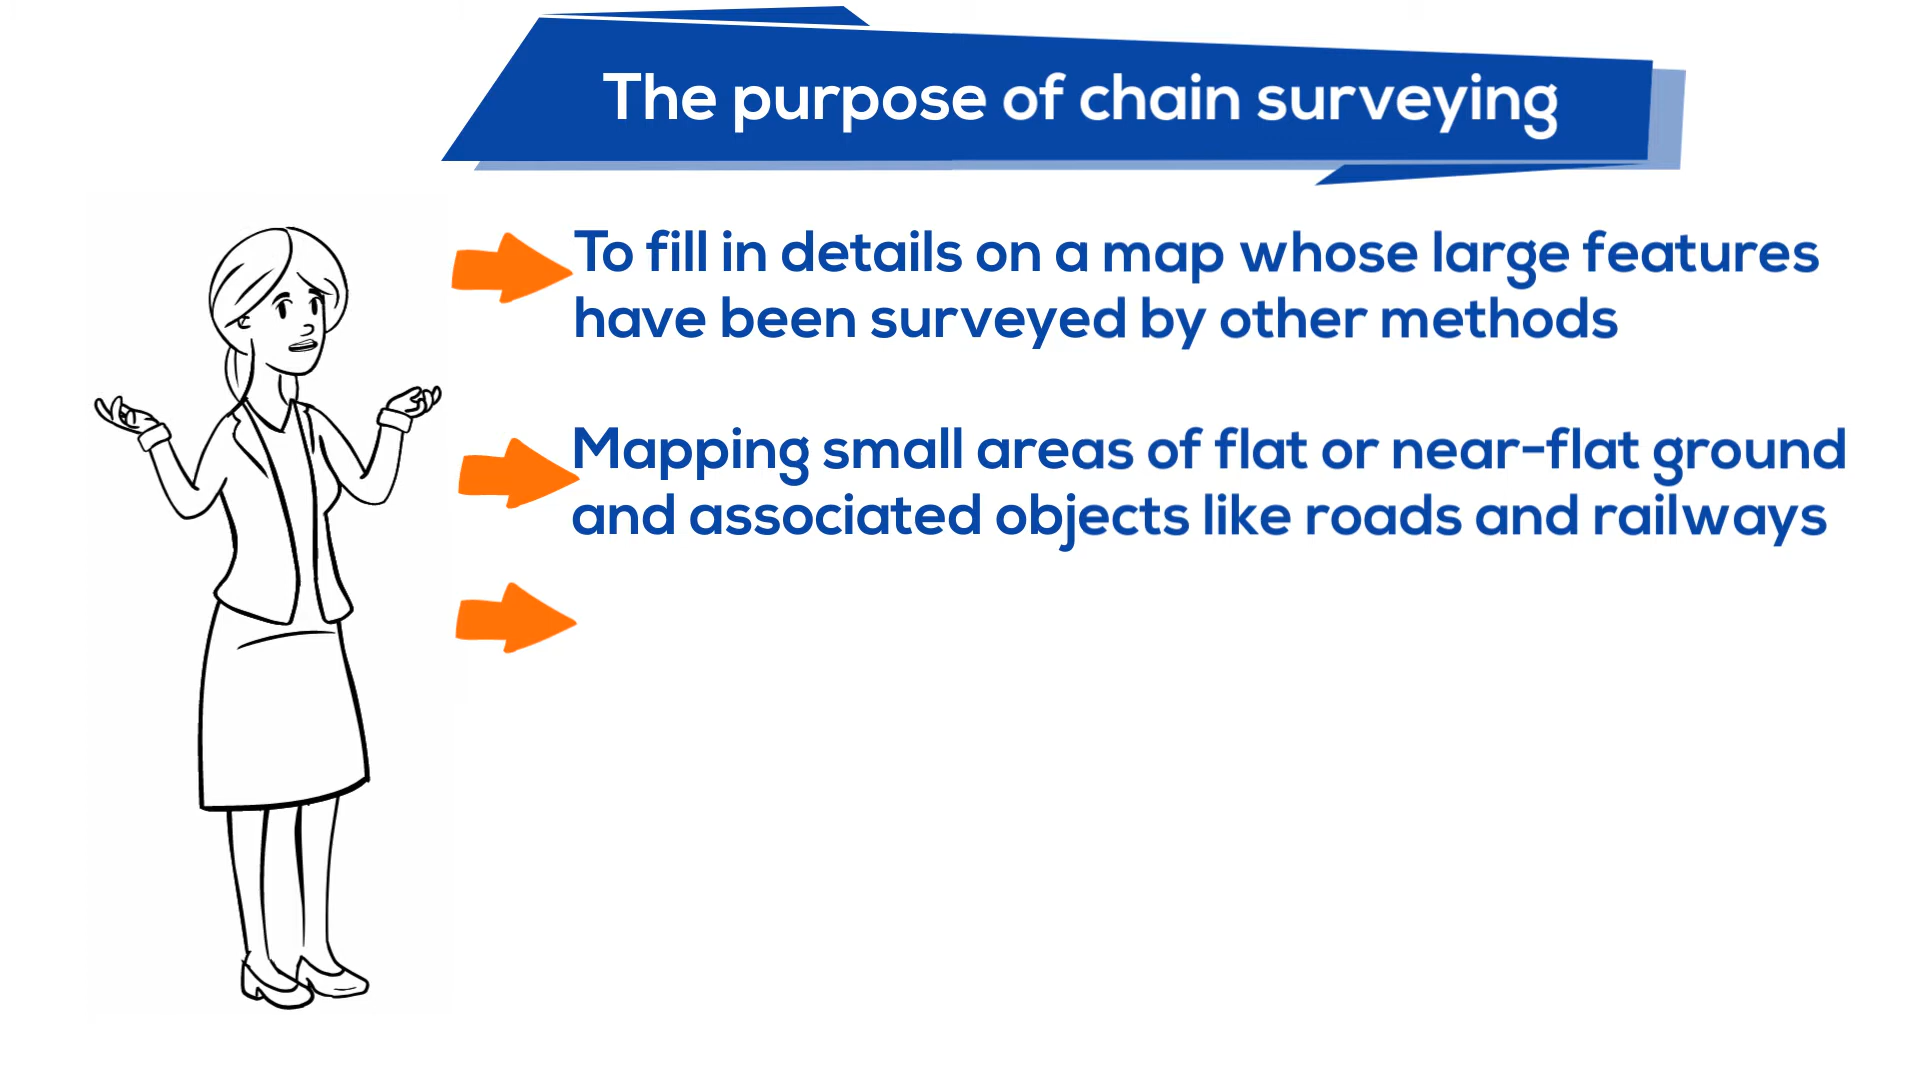 The purpose of chain surveying
To fill in details on a map whose large features
have been surveyed by other methods
Mapping small areas of flat or near-flat ground
and associated objects like roads and railways